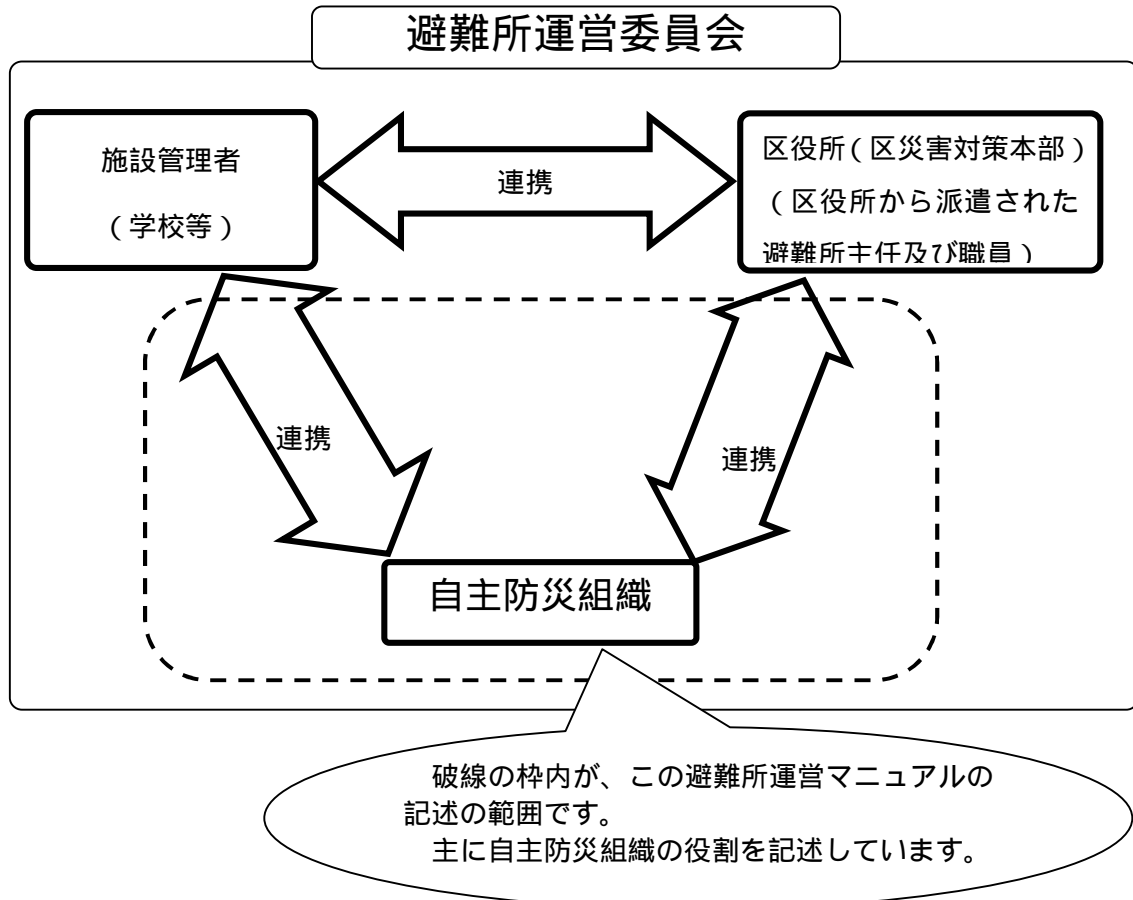 避難所運営委員会
施設管理者
（学校等）
連携
区役所（区災害対策本部）
（区役所から派遣された
避難所主任及び職員）
連携
連携
自主防災組織
破線の枠内が、この避難所運営マニュアルの
記述の範囲です。
主に自主防災組織の役割を記述しています。